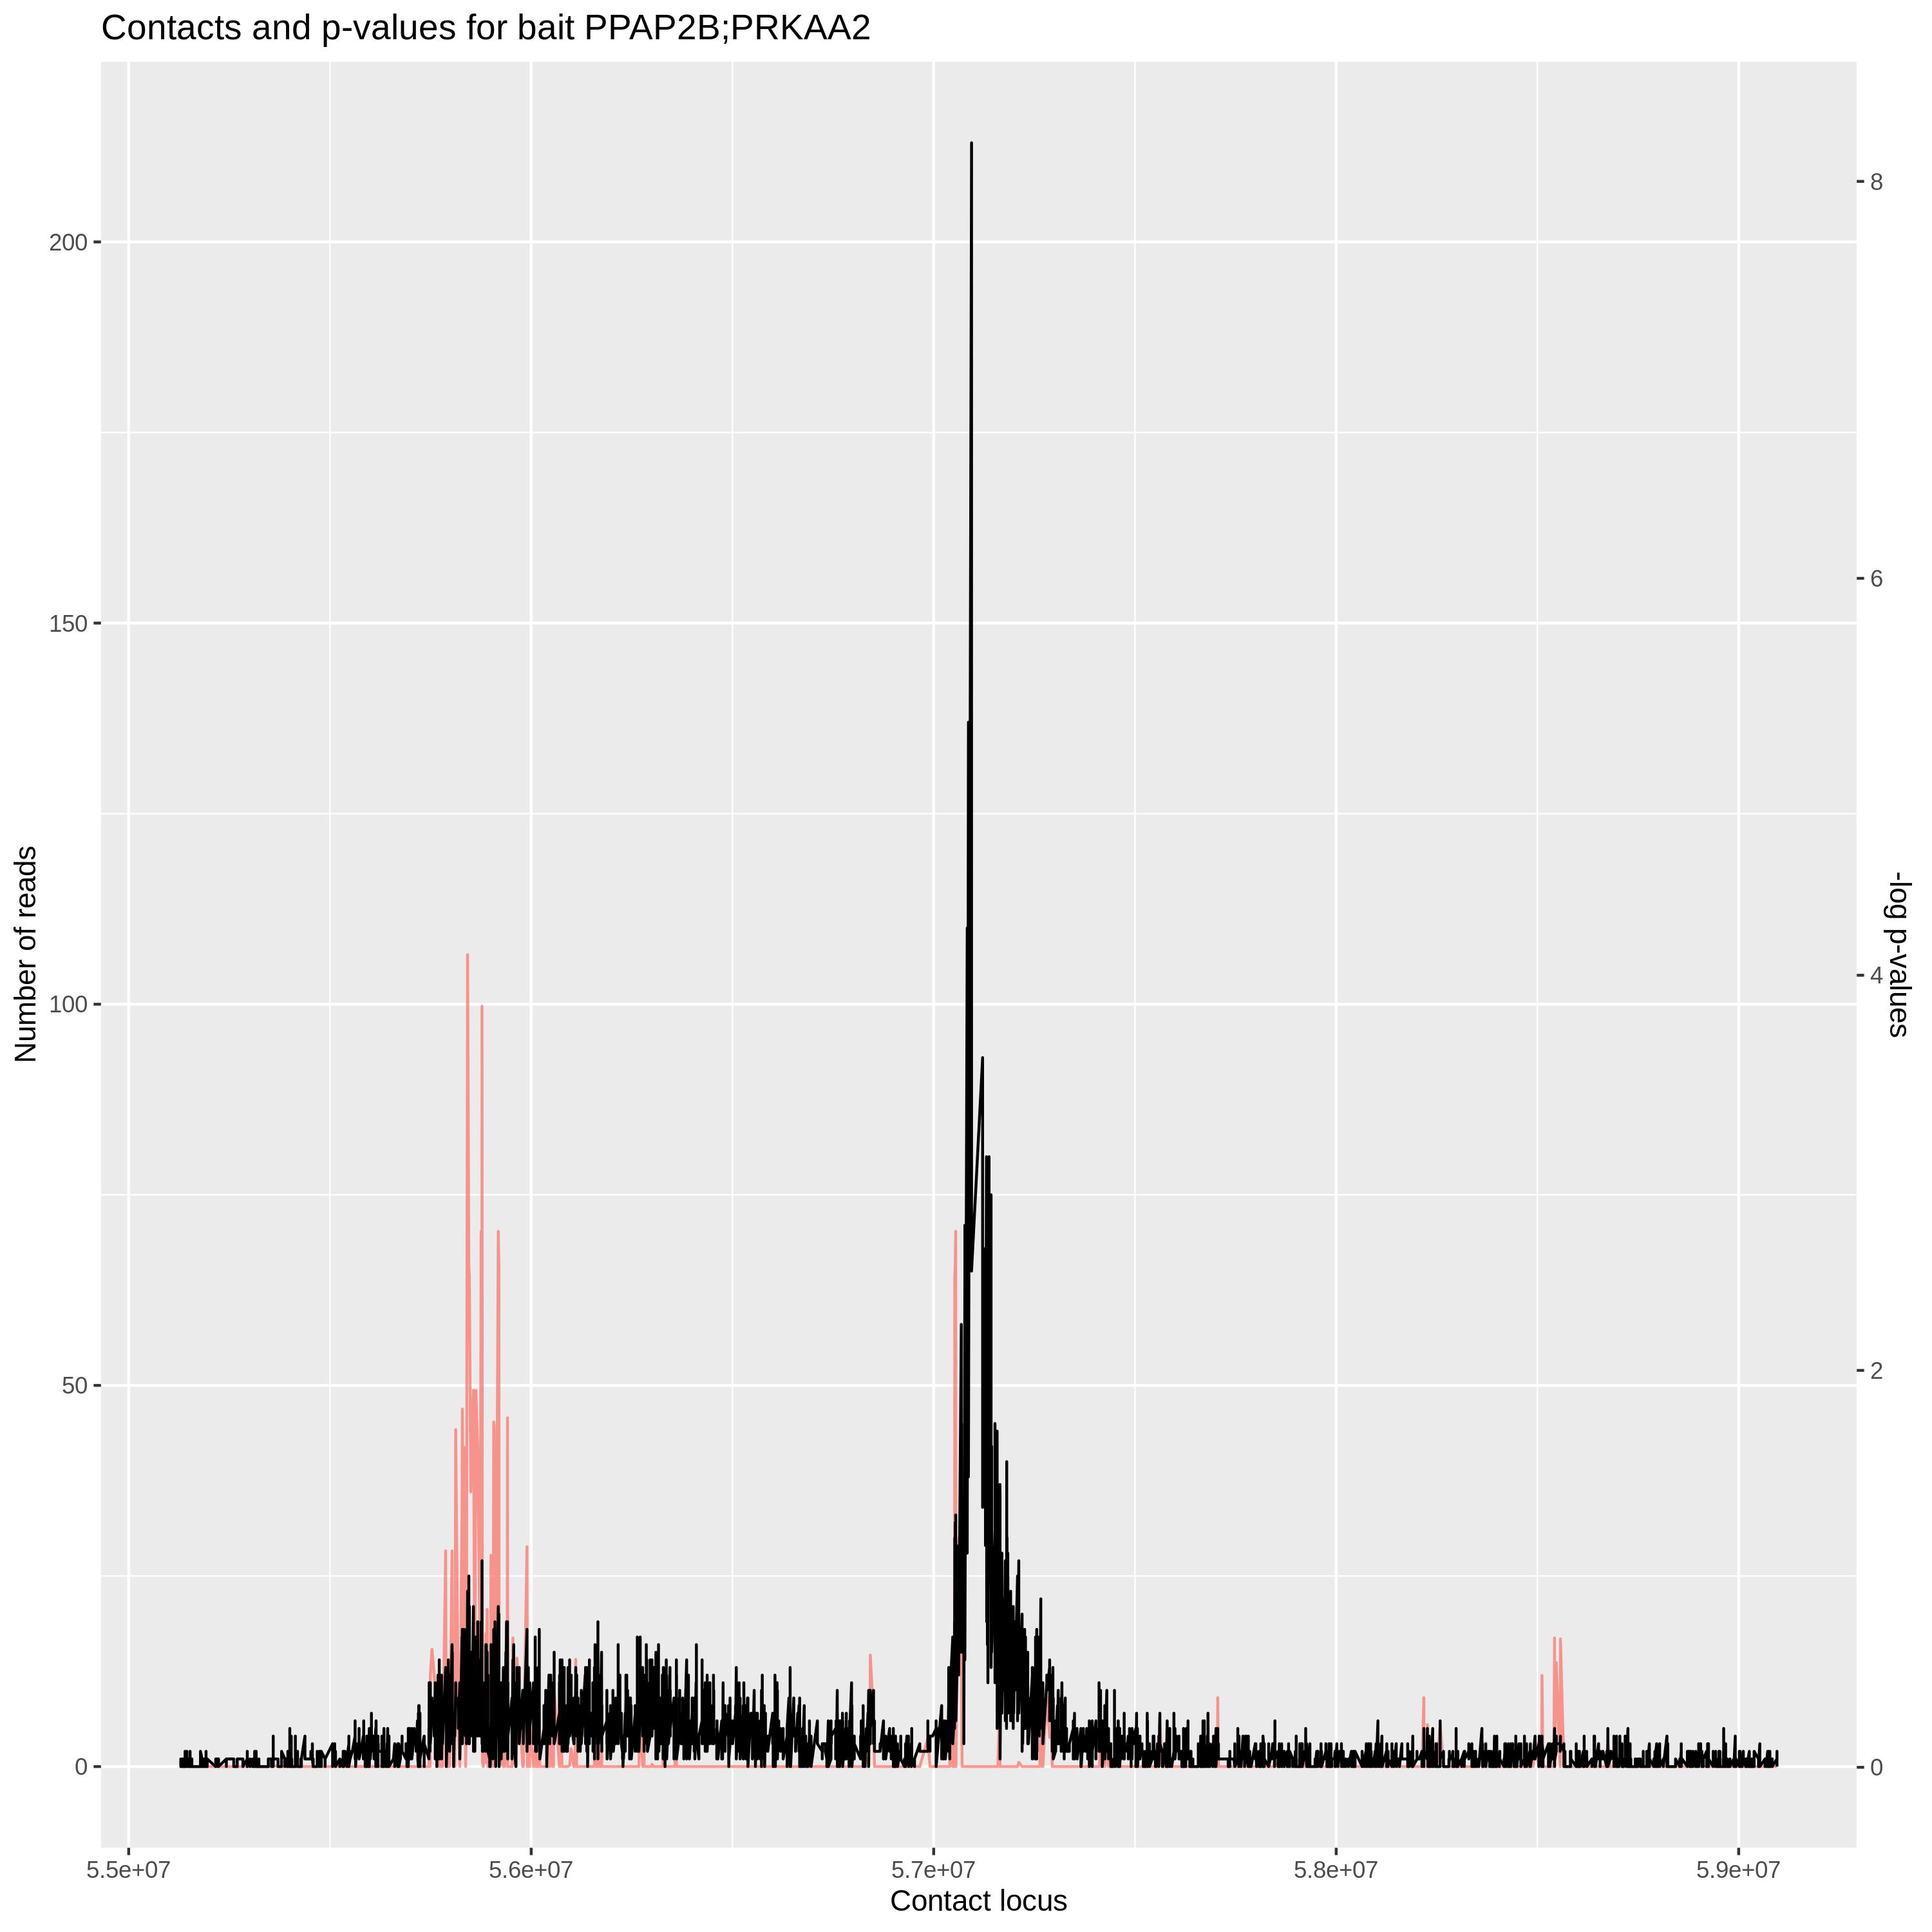 Contacts and p-values for bait PPAP2B;PRKAA2
200
150
100
50
0
Number of reads
8
6
4
2
0
-log p-values
5.5e+07 5.6e+07 5.7e+07 5.8e+07 5.9e+07
Contact locus